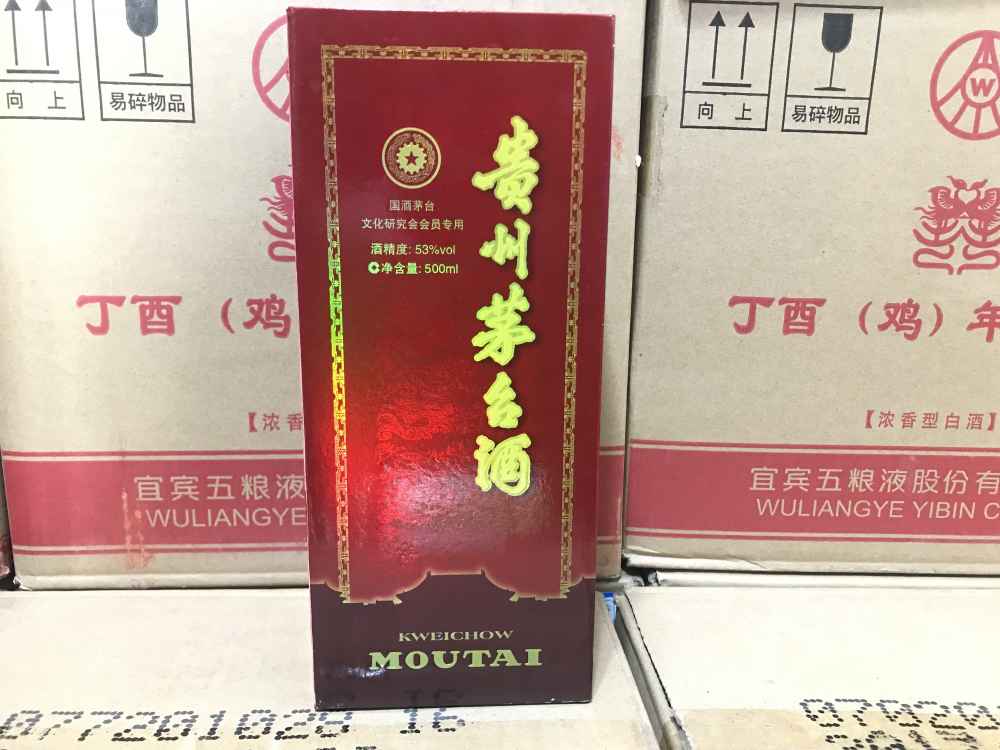 向 上
易碎物品
丁酉（鸡
【浓香
宜宾五粮液
WULIANGYE
国酒茅台
文化研究会会员专用
酒精度: 53%vol
净含量: 500ml
贵州茅台酒
KWEICHOW
MOUTAI
向 上
易碎物品
W
丁酉（鸡）年
【浓香型白酒】
宜宾五粮液股份有
WULIANGYE YIBIN C